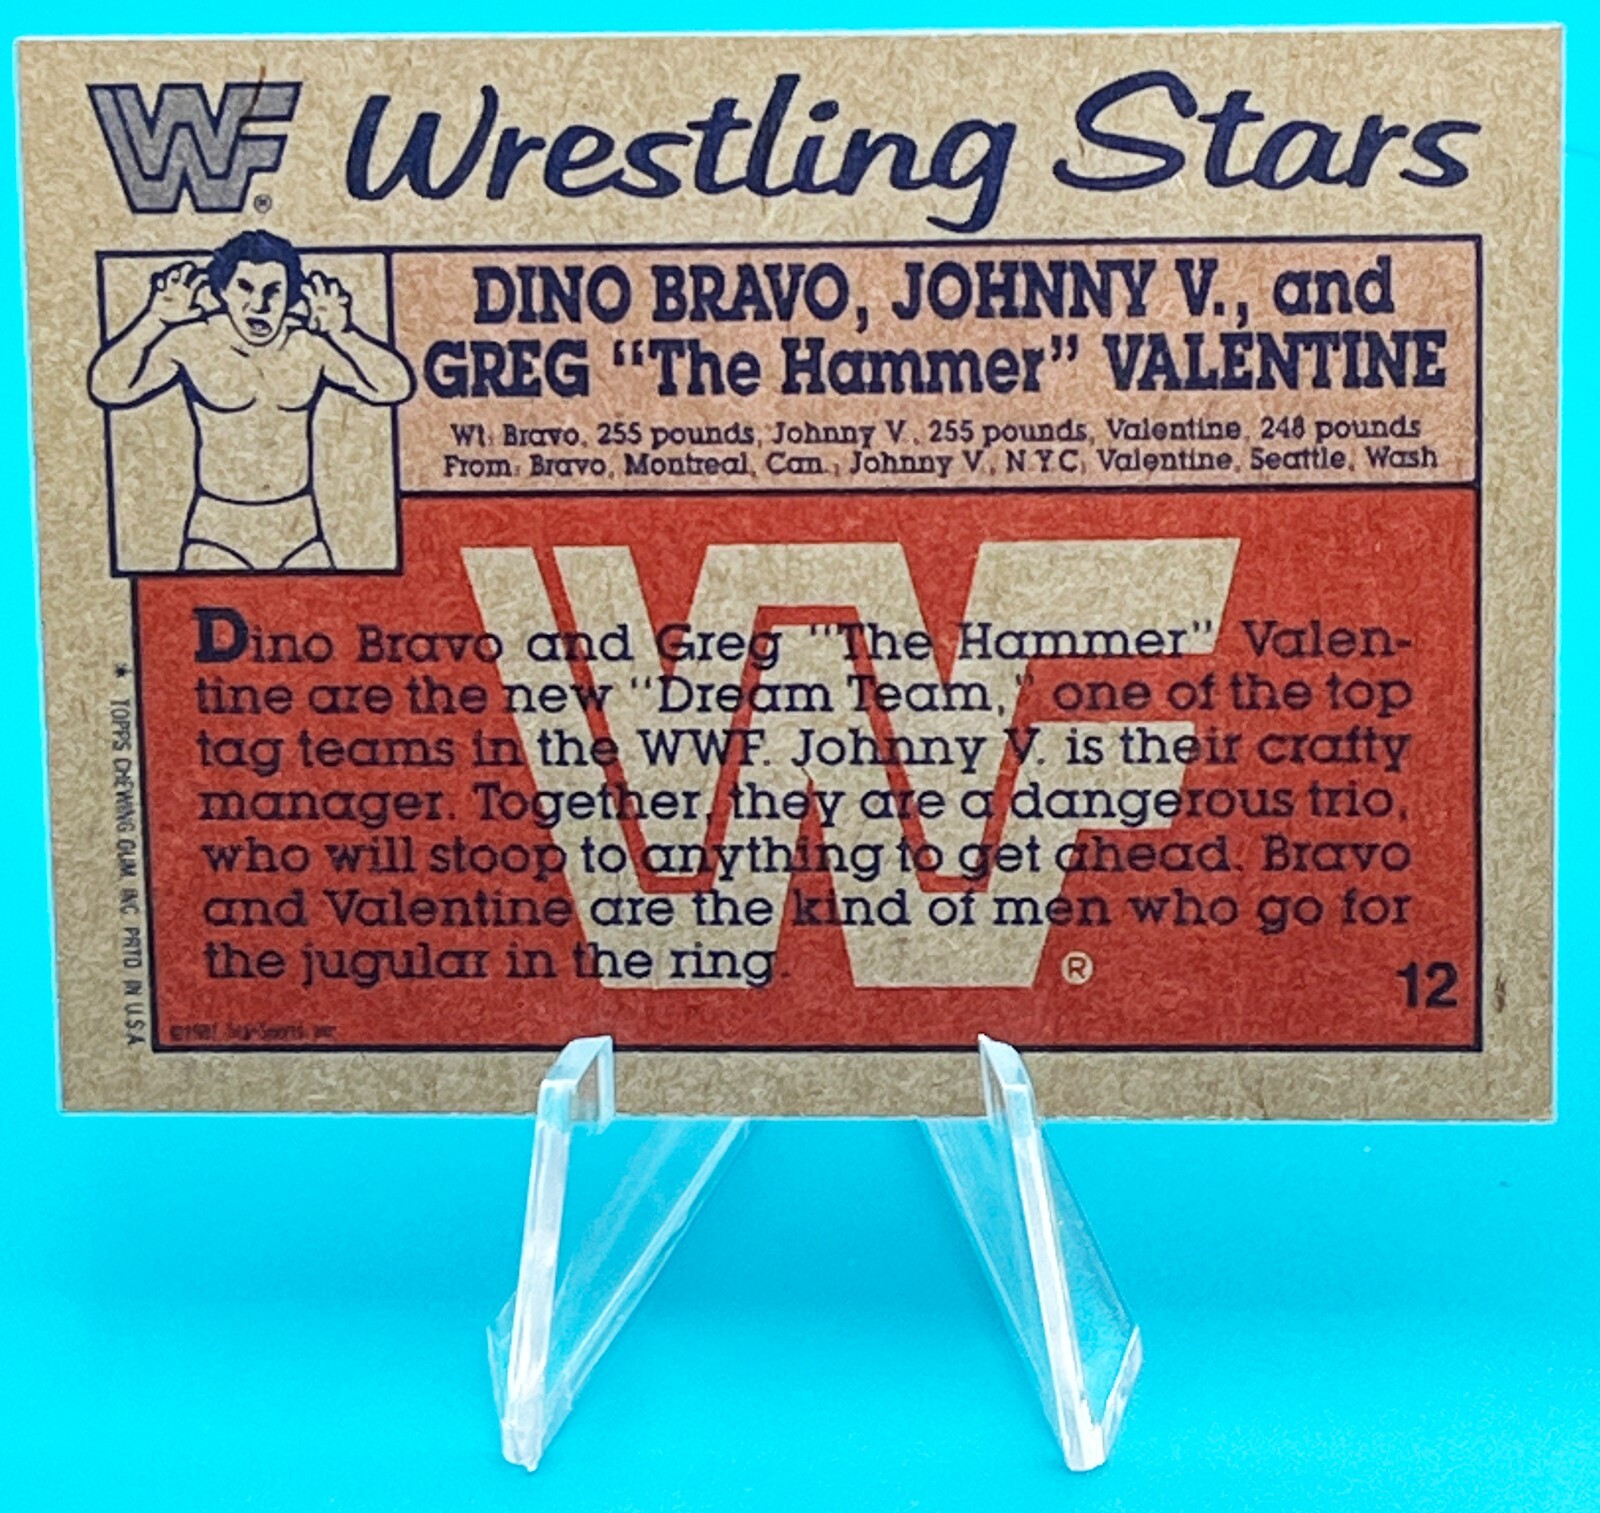 WF® Wrestling Stars
DINO BRAVO, JOHNNY V., and
GREG "The Hammer" VALENTINE
Wt: Bravo, 255 pounds, Johnny V., 255 pounds, Valentine, 248 pounds
From: Bravo, Montreal, Can., Johnny V., N.Y.C., Valentine, Seattle, Wash
Dino Bravo and Greg "The Hammer" Valen-
tine are the new "Dream Team," one of the top
tag teams in the WWF. Johnny V. is their crafty
manager. Together, they are a dangerous trio,
who will stoop to anything to get ahead. Bravo
and Valentine are the kind of men who go for
the jugular in the ring.
WF®
12
* TOPPS CHEWING GUM, INC. PRTD. IN U.S.A.